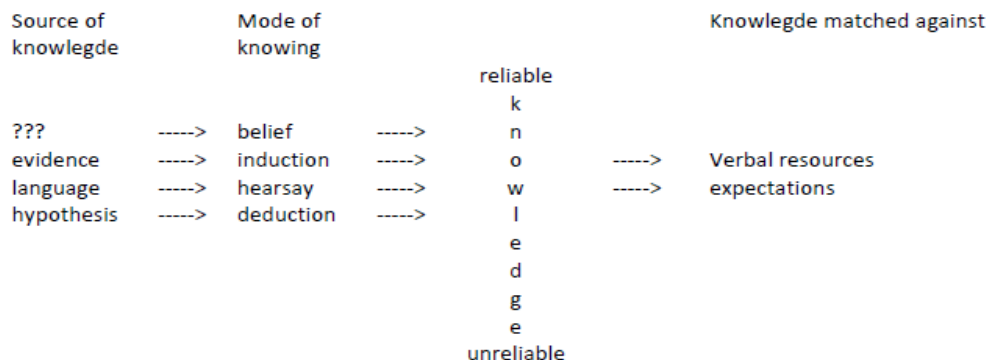 Source of Mode of Knowlegde matched against
knowlegde knowing
reliable
k
??? -----> belief -----> n
evidence -----> induction -----> o -----> Verbal resources
language -----> hearsay -----> w -----> expectations
hypothesis -----> deduction -----> l
e
d
g
e
unreliable